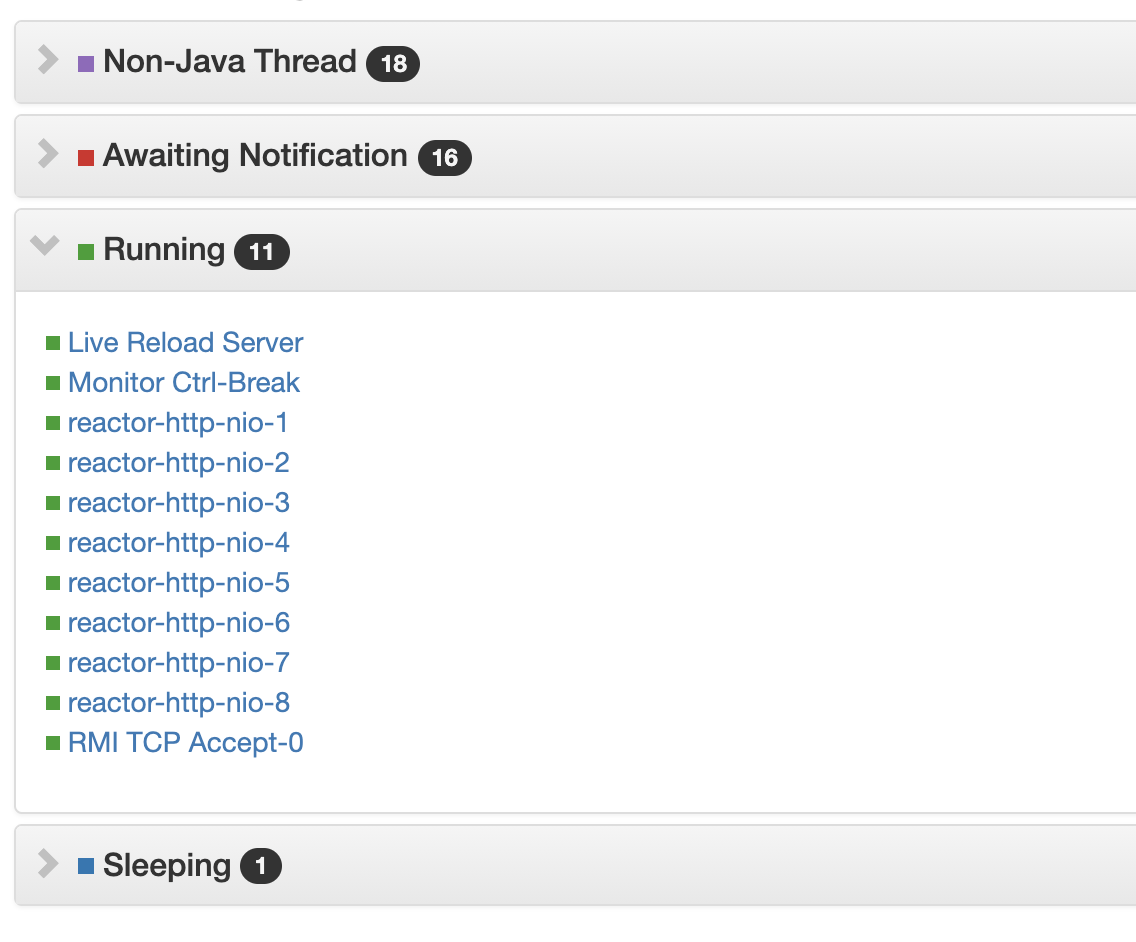 Non-Java Thread 18
Awaiting Notification 16
Running 11
Live Reload Server
Monitor Ctrl-Break
reactor-http-nio-1
reactor-http-nio-2
reactor-http-nio-3
reactor-http-nio-4
reactor-http-nio-5
reactor-http-nio-6
reactor-http-nio-7
reactor-http-nio-8
RMI TCP Accept-0
Sleeping 1